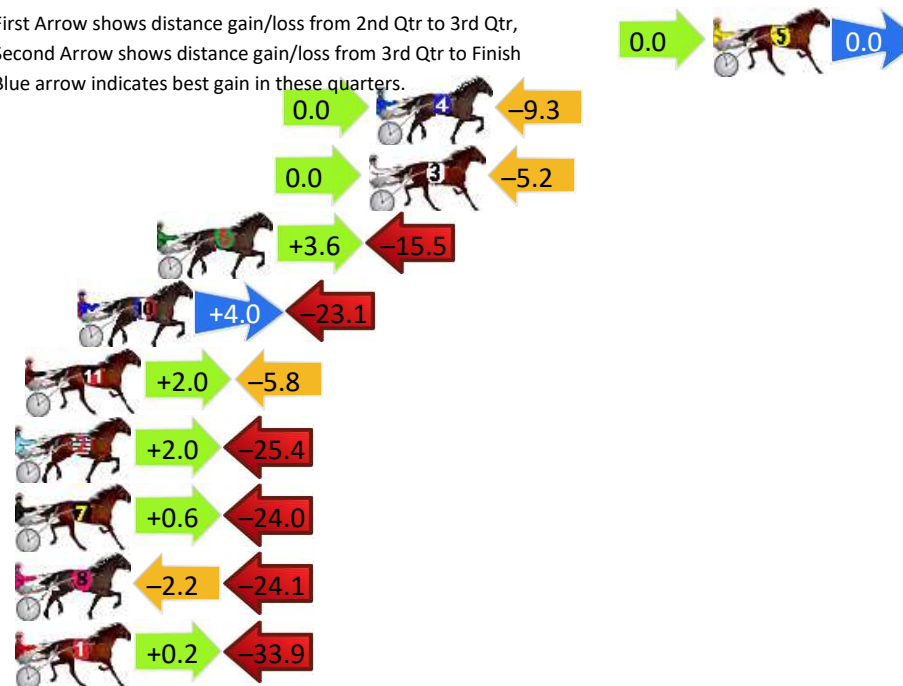 First Arrow shows distance gain/loss from 2nd Qtr to 3rd Qtr,
Second Arrow shows distance gain/loss from 3rd Qtr to Finish
Blue arrow indicates best gain in these quarters.
0.0 5 0.0
0.0 4 –9.3
0.0 3 –5.2
+3.6 –15.5
10 +4.0 –23.1
11 +2.0 –5.8
2 +2.0 –25.4
7 +0.6 –24.0
8 –2.2 –24.1
1 +0.2 –33.9